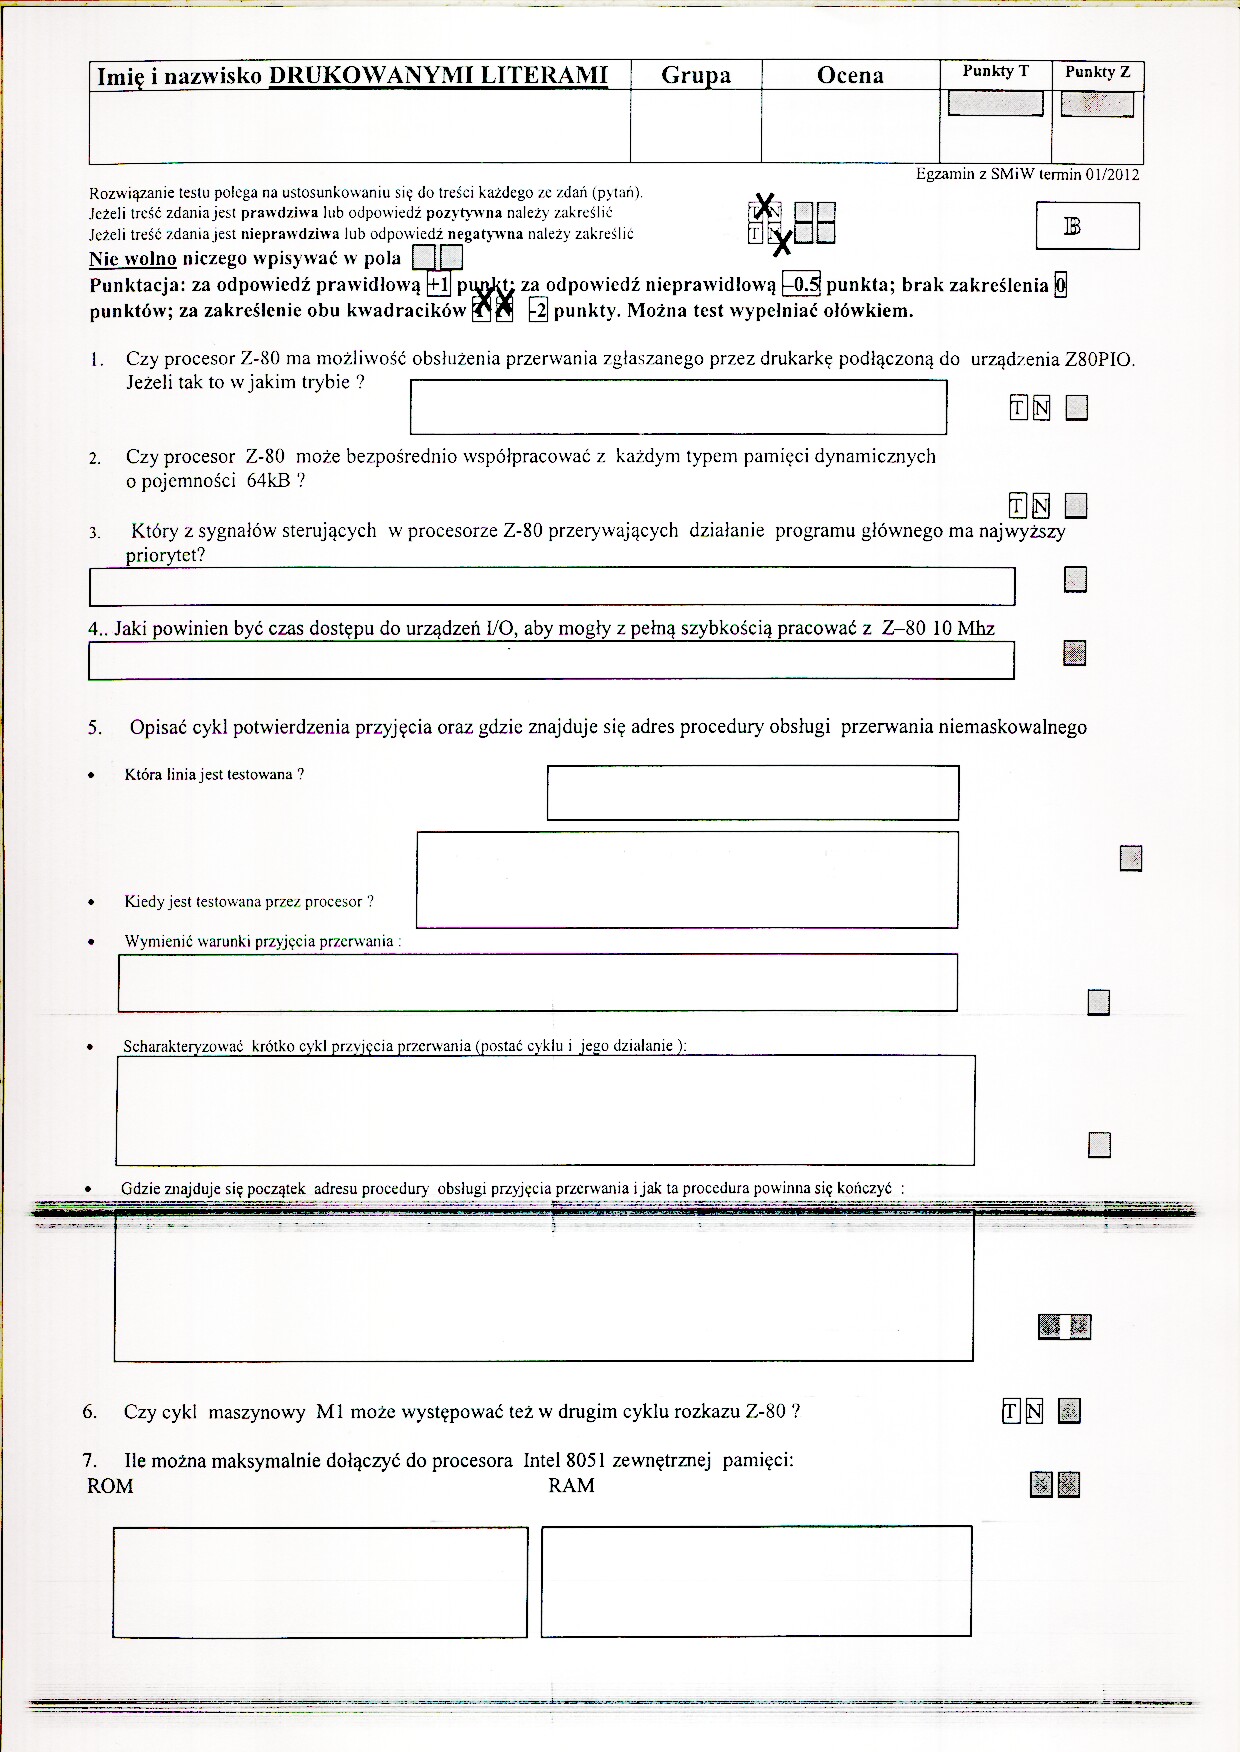 Imię i nazwisko DRUKOWANYMI LITERAMI Grupa Ocena Punkty T Punkty Z
Egzamin z SMiW termin 01/2012
Rozwiązanie testu polega na ustosunkowaniu się do treści każdego ze zdań (pytań).
Jeżeli treść zdania jest prawdziwa lub odpowiedź pozytywna należy zakreślić T N
Jeżeli treść zdania jest nieprawdziwa lub odpowiedź negatywna należy zakreślić T N
B
Nie wolno niczego wpisywać w pola
Punktacja: za odpowiedź prawidłową +1 punkt; za odpowiedź nieprawidłową –0.5 punkta; brak zakreślenia 0
punktów; za zakreślenie obu kwadracików -2 punkty. Można test wypełniać ołówkiem.
1. Czy procesor Z-80 ma możliwość obsłużenia przerwania zgłaszanego przez drukarkę podłączoną do urządzenia Z80PIO.
Jeżeli tak to w jakim trybie ?
T N
2. Czy procesor Z-80 może bezpośrednio współpracować z każdym typem pamięci dynamicznych
o pojemności 64kB ?
T N
3. Który z sygnałów sterujących w procesorze Z-80 przerywających działanie programu głównego ma najwyższy
priorytet?
4.. Jaki powinien być czas dostępu do urządzeń I/O, aby mogły z pełną szybkością pracować z Z–80 10 Mhz
5. Opisać cykl potwierdzenia przyjęcia oraz gdzie znajduje się adres procedury obsługi przerwania niemaskowalnego
• Która linia jest testowana ?
• Kiedy jest testowana przez procesor ?
• Wymienić warunki przyjęcia przerwania :
• Scharakteryzować krótko cykl przyjęcia przerwania (postać cyklu i jego działanie ):
• Gdzie znajduje się początek adresu procedury obsługi przyjęcia przerwania i jak ta procedura powinna się kończyć :
6. Czy cykl maszynowy M1 może występować też w drugim cyklu rozkazu Z-80 ? T N
7. Ile można maksymalnie dołączyć do procesora Intel 8051 zewnętrznej pamięci:
ROM RAM